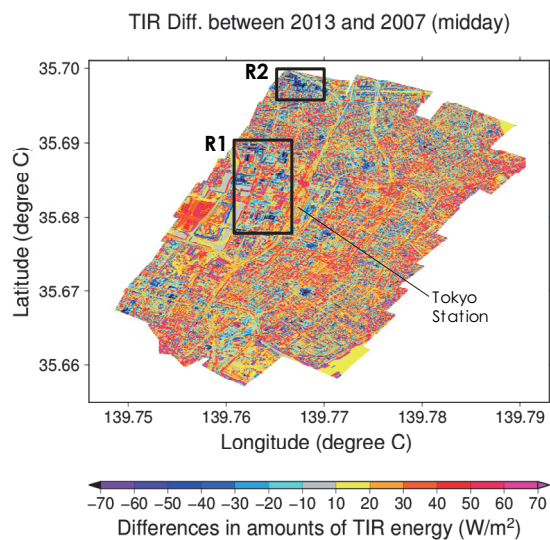 TIR Diff. between 2013 and 2007 (midday)
35.70
35.69
35.68
35.67
35.66
Latitude (degree C)
R2
R1
Tokyo
Station
139.75 139.76 139.77 139.78 139.79
Longitude (degree C)
−70 −60 −50 −40 −30 −20 −10 10 20 30 40 50 60 70
Differences in amounts of TIR energy (W/m²)